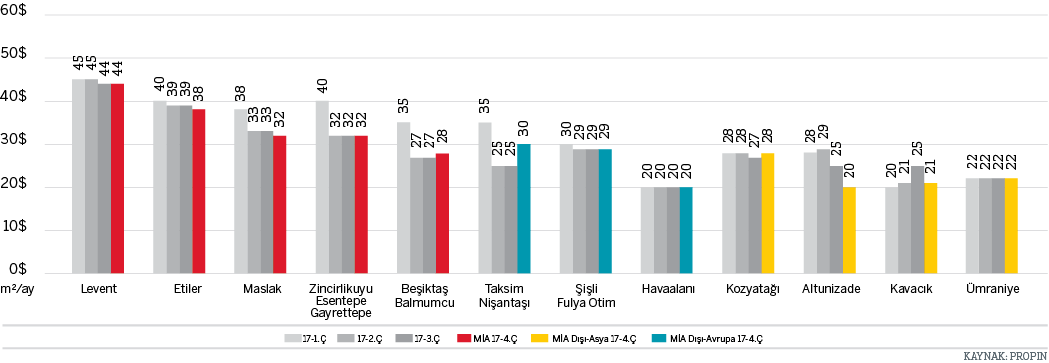 60$
50$
40$
30$
20$
10$
0$
m²/ay
45 45 44 44
40 39 39 38
38 33 33 32
40 32 32 32
35 27 27 28
35 25 25 30
30 29 29 29
20 20 20 20
28 28 27 28
28 29 25 20
20 21 25 21
22 22 22 22
Levent
Etiler
Maslak
Zincirlikuyu
Esentepe
Gayrettepe
Beşiktaş
Balmumcu
Taksim
Nişantaşı
Şişli
Fulya Otim
Havaalanı
Kozyatağı
Altunizade
Kavacık
Ümraniye
17-1.Ç 17-2.Ç 17-3.Ç MİA 17-4.Ç MİA Dışı-Asya 17-4.Ç MİA Dışı-Avrupa 17-4.Ç
KAYNAK: PROPIN